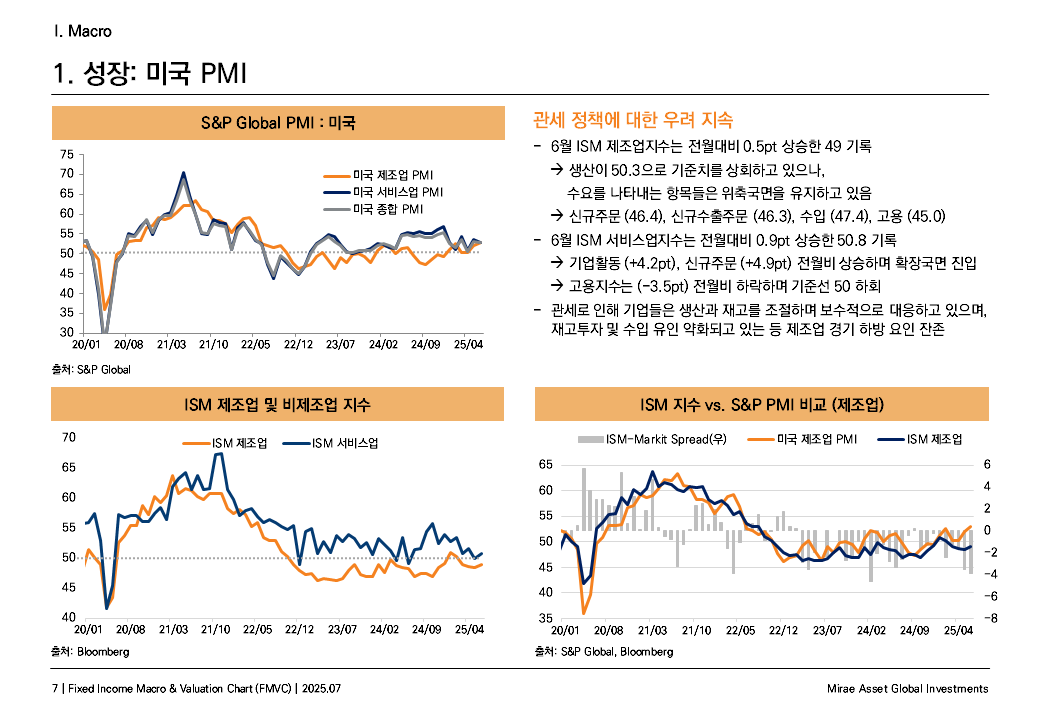 I. Macro
1. 성장: 미국 PMI
S&P Global PMI : 미국
75
70
65
60
55
50
45
40
35
30
미국 제조업 PMI
미국 서비스업 PMI
미국 종합 PMI
20/01 20/08 21/03 21/10 22/05 22/12 23/07 24/02 24/09 25/04
출처: S&P Global
관세 정책에 대한 우려 지속
- 6월 ISM 제조업지수는 전월대비 0.5pt 상승한 49 기록
→ 생산이 50.3으로 기준치를 상회하고 있으나,
수요를 나타내는 항목들은 위축국면을 유지하고 있음
→ 신규주문 (46.4), 신규수출주문 (46.3), 수입 (47.4), 고용 (45.0)
- 6월 ISM 서비스업지수는 전월대비 0.9pt 상승한 50.8 기록
→ 기업활동 (+4.2pt), 신규주문 (+4.9pt) 전월비 상승하며 확장국면 진입
→ 고용지수는 (-3.5pt) 전월비 하락하며 기준선 50 하회
- 관세로 인해 기업들은 생산과 재고를 조절하며 보수적으로 대응하고 있으며,
재고투자 및 수입 유인 약화되고 있는 등 제조업 경기 하방 요인 잔존
ISM 제조업 및 비제조업 지수
70
65
60
55
50
45
40
ISM 제조업 ISM 서비스업
20/01 20/08 21/03 21/10 22/05 22/12 23/07 24/02 24/09 25/04
출처: Bloomberg
ISM 지수 vs. S&P PMI 비교 (제조업)
ISM-Markit Spread(우) 미국 제조업 PMI ISM 제조업
65
60
55
50
45
40
35
6
4
2
0
-2
-4
-6
-8
20/01 20/08 21/03 21/10 22/05 22/12 23/07 24/02 24/09 25/04
출처: S&P Global, Bloomberg
7 | Fixed Income Macro & Valuation Chart (FMVC) | 2025.07
Mirae Asset Global Investments